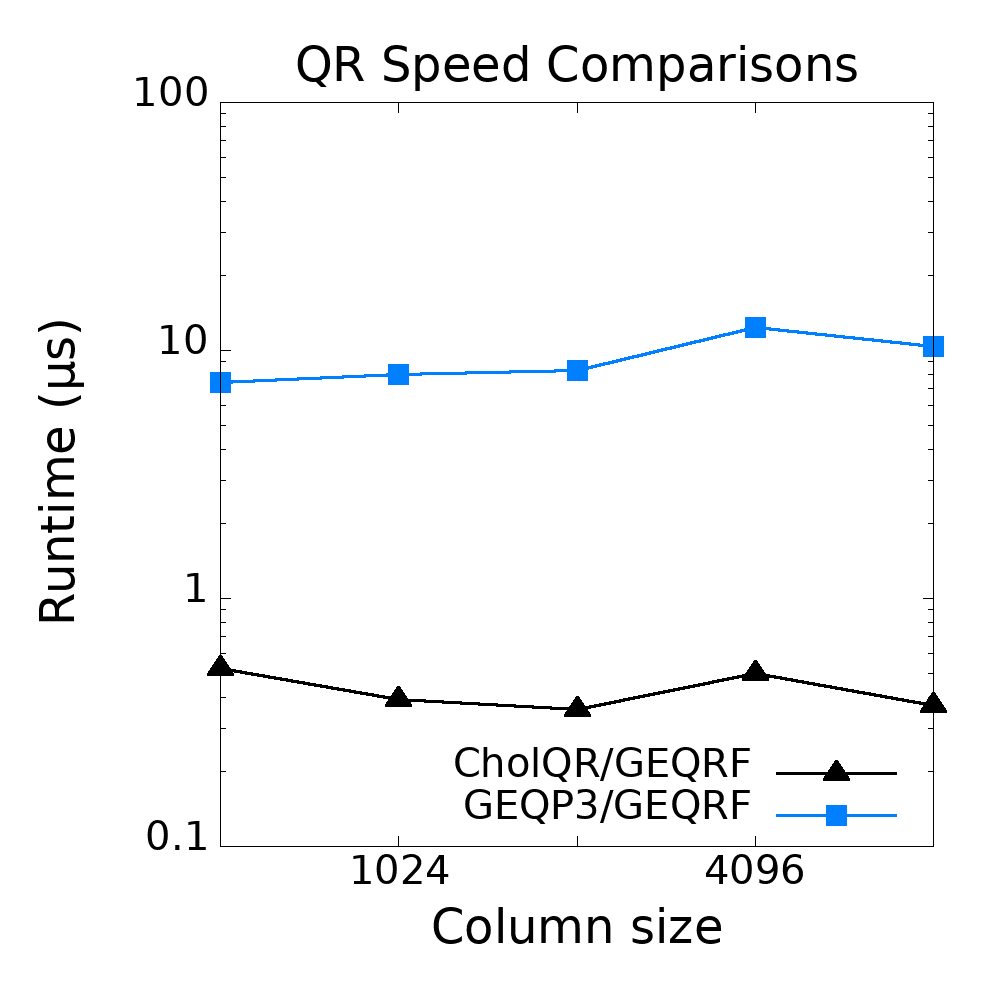 QR Speed Comparisons
100
10
1
0.1
Runtime (µs)
CholQR/GEQRF
GEQP3/GEQRF
1024
4096
Column size